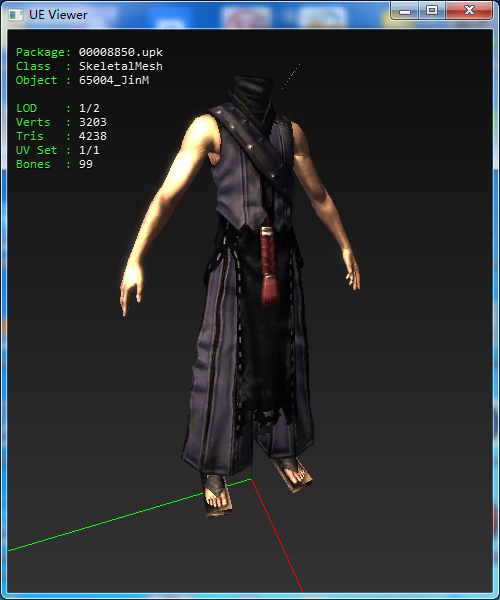 UE Viewer
Package: 00008850.upk
Class : SkeletalMesh
Object : 65004_JinM
LOD : 1/2
Verts : 3203
Tris : 4238
UV Set : 1/1
Bones : 99